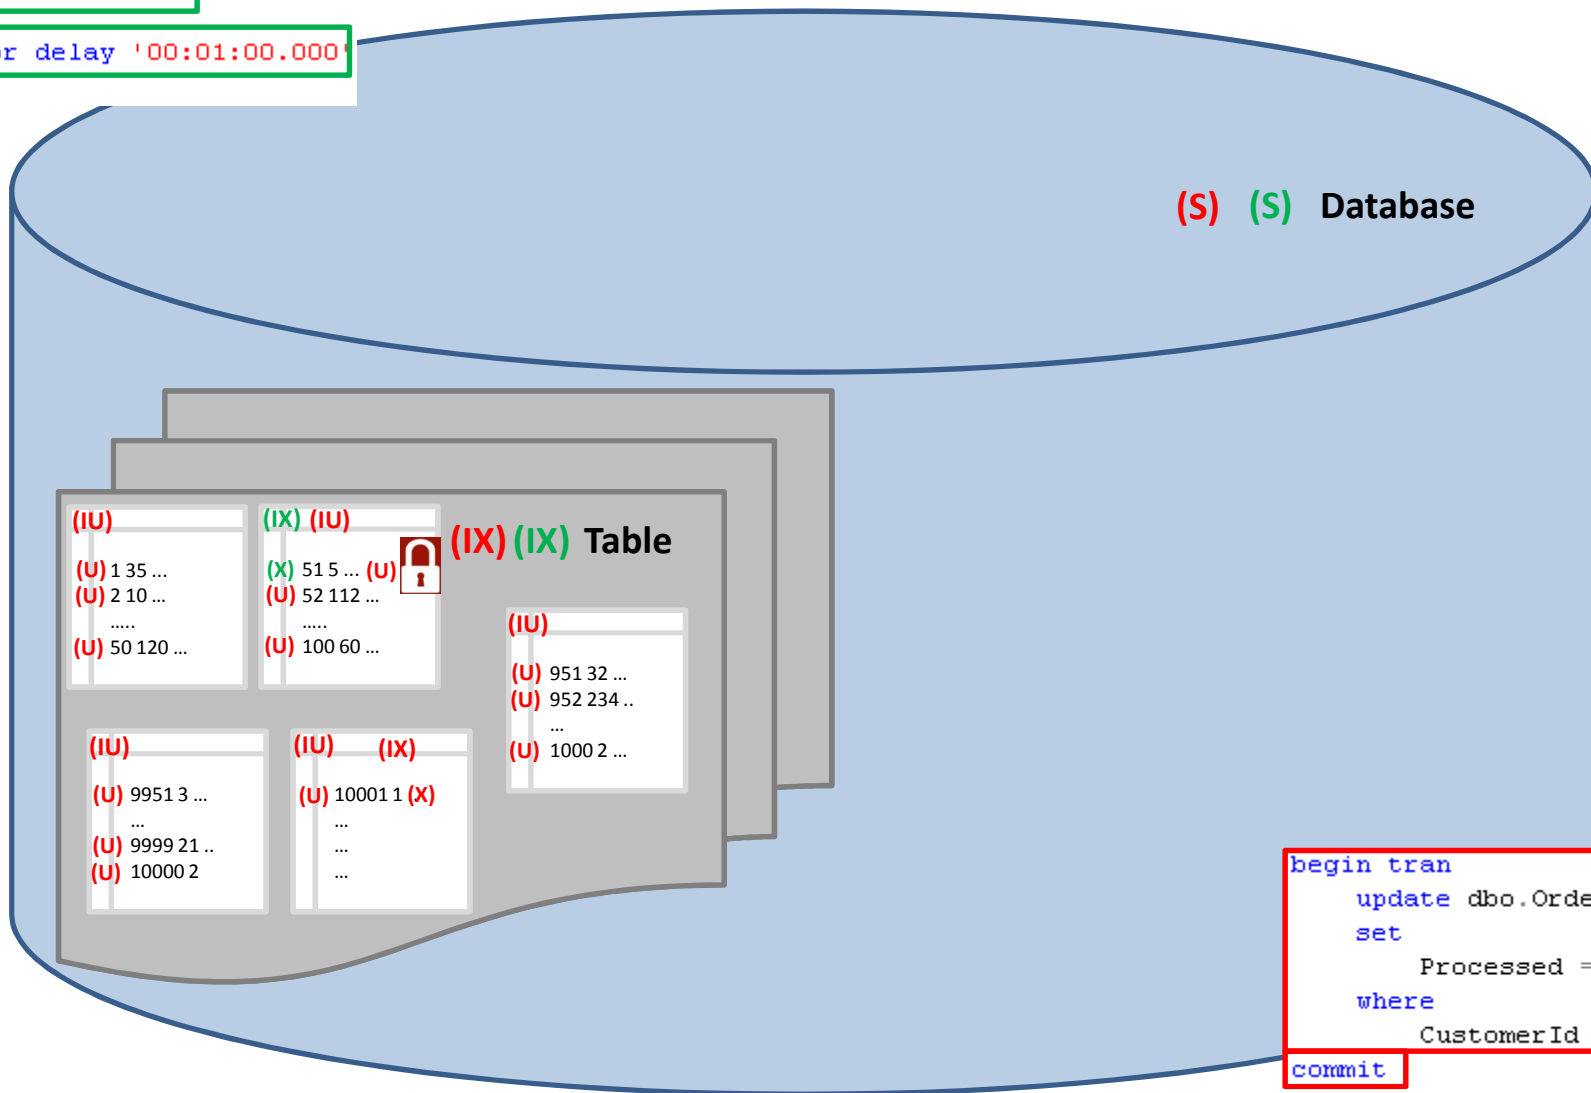 delay '00:01:00.000'
(S) (S) Database
(IX) (IX) Table
(IU)
(U) 1 35 ...
(U) 2 10 ...
.....
(U) 50 120 ...
(IX) (IU)
(X) 51 5 ... (U)
(U) 52 112 ...
.....
(U) 100 60 ...
(IU)
(U) 951 32 ...
(U) 952 234 ..
...
(U) 1000 2 ...
(IU)
(U) 9951 3 ...
...
(U) 9999 21 ..
(U) 10000 2
(IU) (IX)
(U) 10001 1 (X)
...
...
...
begin tran
update dbo.Orde
set
Processed =
where
CustomerId
commit